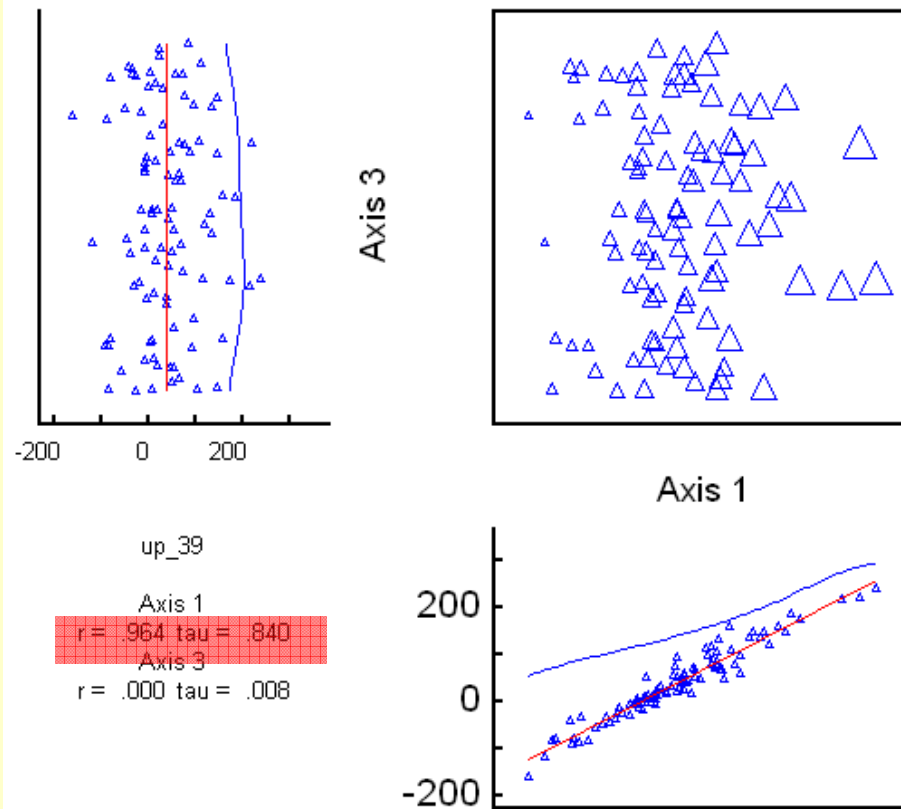 Axis 3
-200 0 200
Axis 1
up_39
Axis 1
r = .964 tau = .840
Axis 3
r = .000 tau = .008
200
0
-200